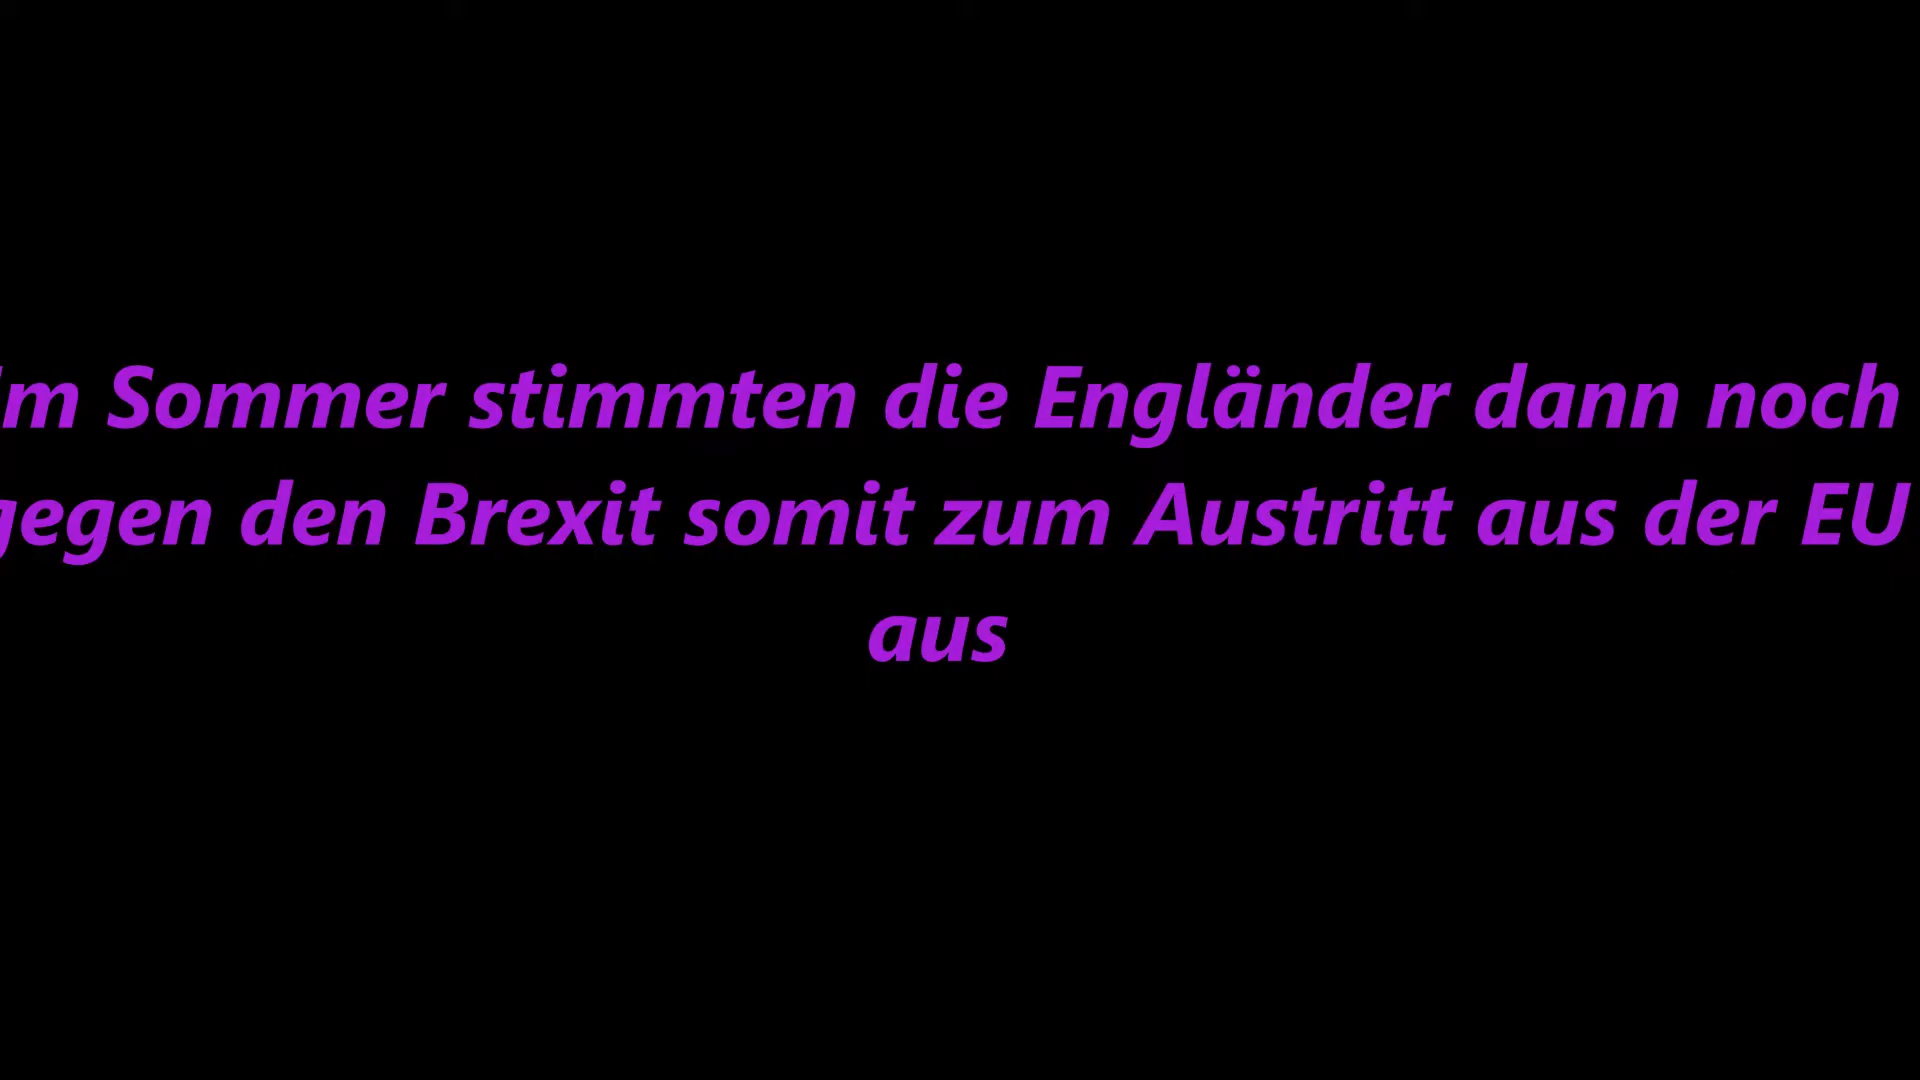 Im Sommer stimmten die Engländer dann noch
gegen den Brexit somit zum Austritt aus der EU
aus